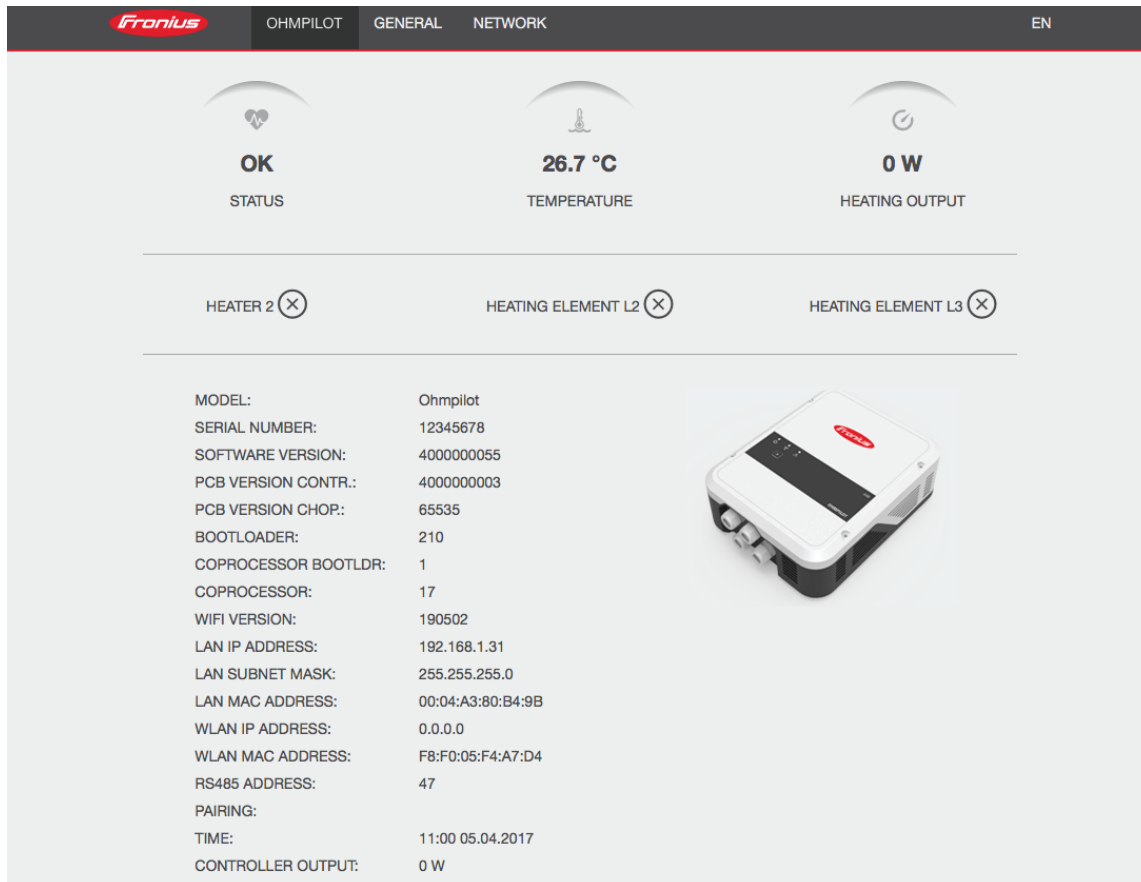 Fronius OHMPILOT GENERAL NETWORK EN
OK 26.7 °C 0 W
STATUS TEMPERATURE HEATING OUTPUT
HEATER 2 HEATING ELEMENT L2 HEATING ELEMENT L3
MODEL: Ohmpilot
SERIAL NUMBER: 12345678
SOFTWARE VERSION: 4000000055
PCB VERSION CONTR.: 4000000003
PCB VERSION CHOP.: 65535
BOOTLOADER: 210
COPROCESSOR BOOTLDR: 1
COPROCESSOR: 17
WIFI VERSION: 190502
LAN IP ADDRESS: 192.168.1.31
LAN SUBNET MASK: 255.255.255.0
LAN MAC ADDRESS: 00:04:A3:80:B4:9B
WLAN IP ADDRESS: 0.0.0.0
WLAN MAC ADDRESS: F8:F0:05:F4:A7:D4
RS485 ADDRESS: 47
PAIRING:
TIME: 11:00 05.04.2017
CONTROLLER OUTPUT: 0 W
Fronius